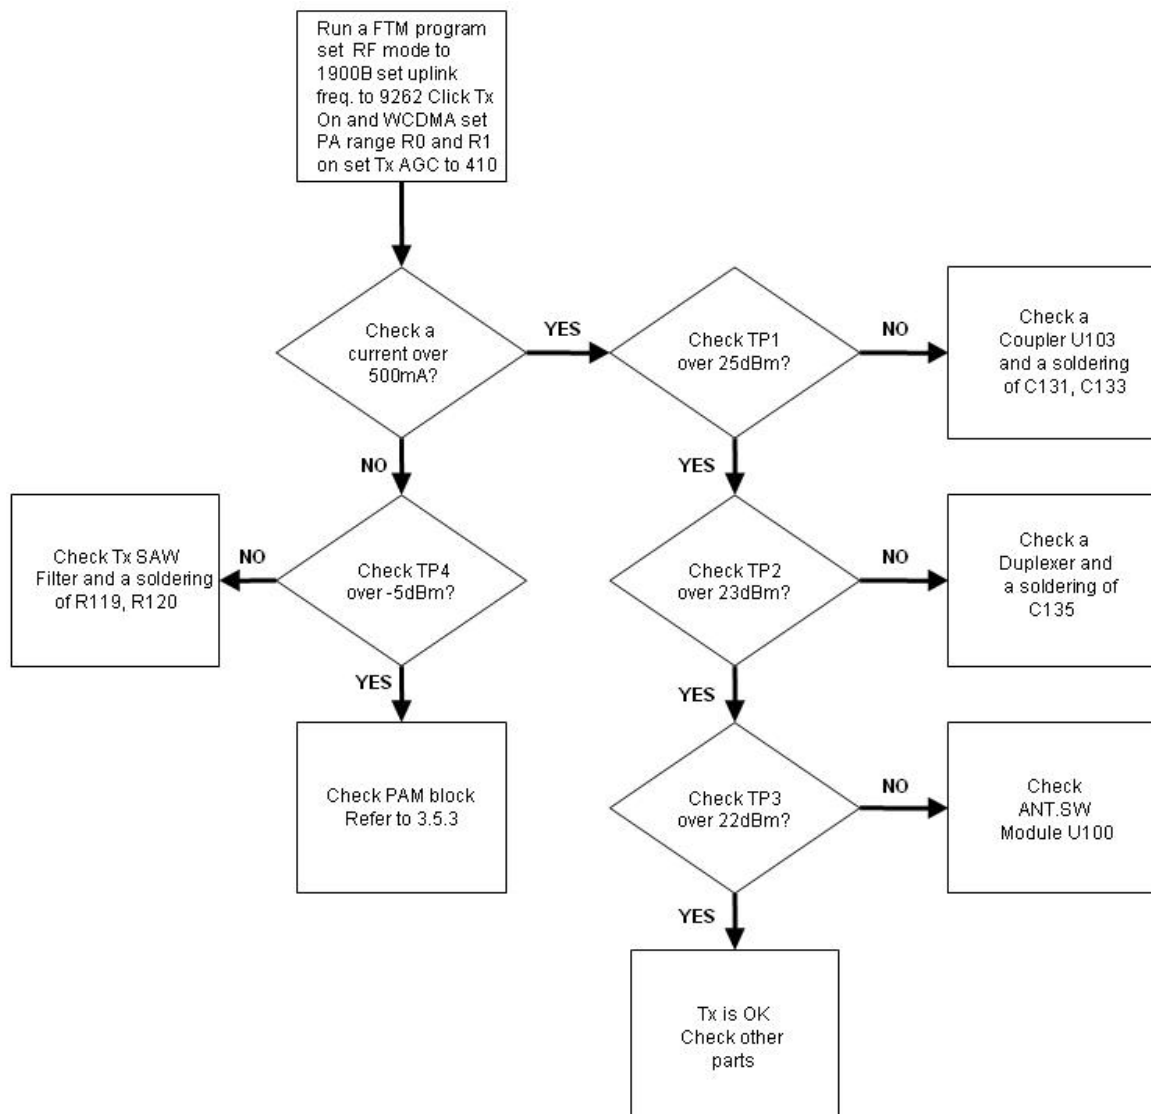 Run a FTM program
set RF mode to
1900B set uplink
freq. to 9262 Click Tx
On and WCDMA set
PA range R0 and R1
on set Tx AGC to 410
Check a
current over
500mA?
YES
Check TP1
over 25dBm?
NO
Check a
Coupler U103
and a soldering
of C131, C133
NO
YES
Check Tx SAW
Filter and a soldering
of R119, R120
NO
Check TP4
over -5dBm?
Check TP2
over 23dBm?
NO
Check a
Duplexer and
a soldering of
C135
YES
YES
Check PAM block
Refer to 3.5.3
Check TP3
over 22dBm?
NO
Check
ANT.SW
Module U100
YES
Tx is OK
Check other
parts